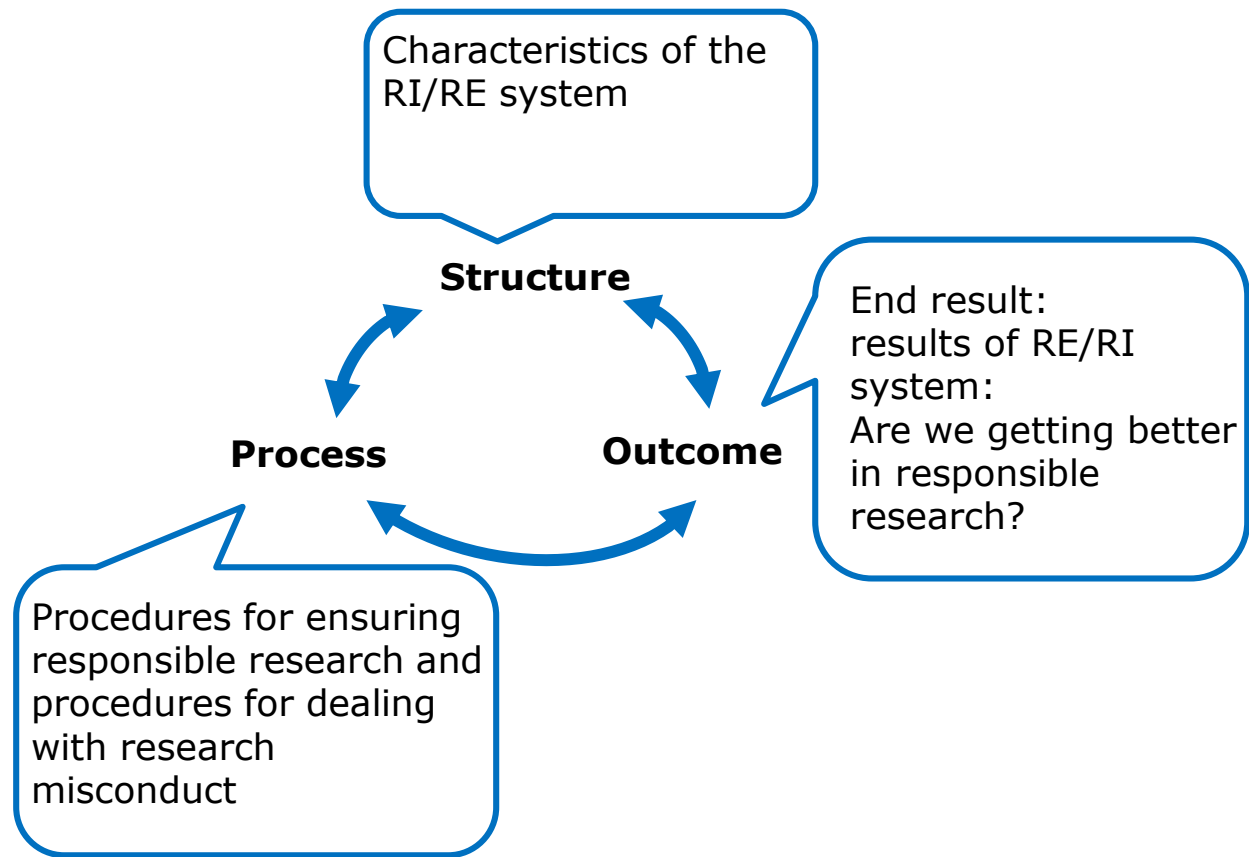 Characteristics of the
RI/RE system
Structure
End result:
results of RE/RI
system:
Are we getting better
in responsible
research?
Process
Outcome
Procedures for ensuring
responsible research and
procedures for dealing
with research
misconduct